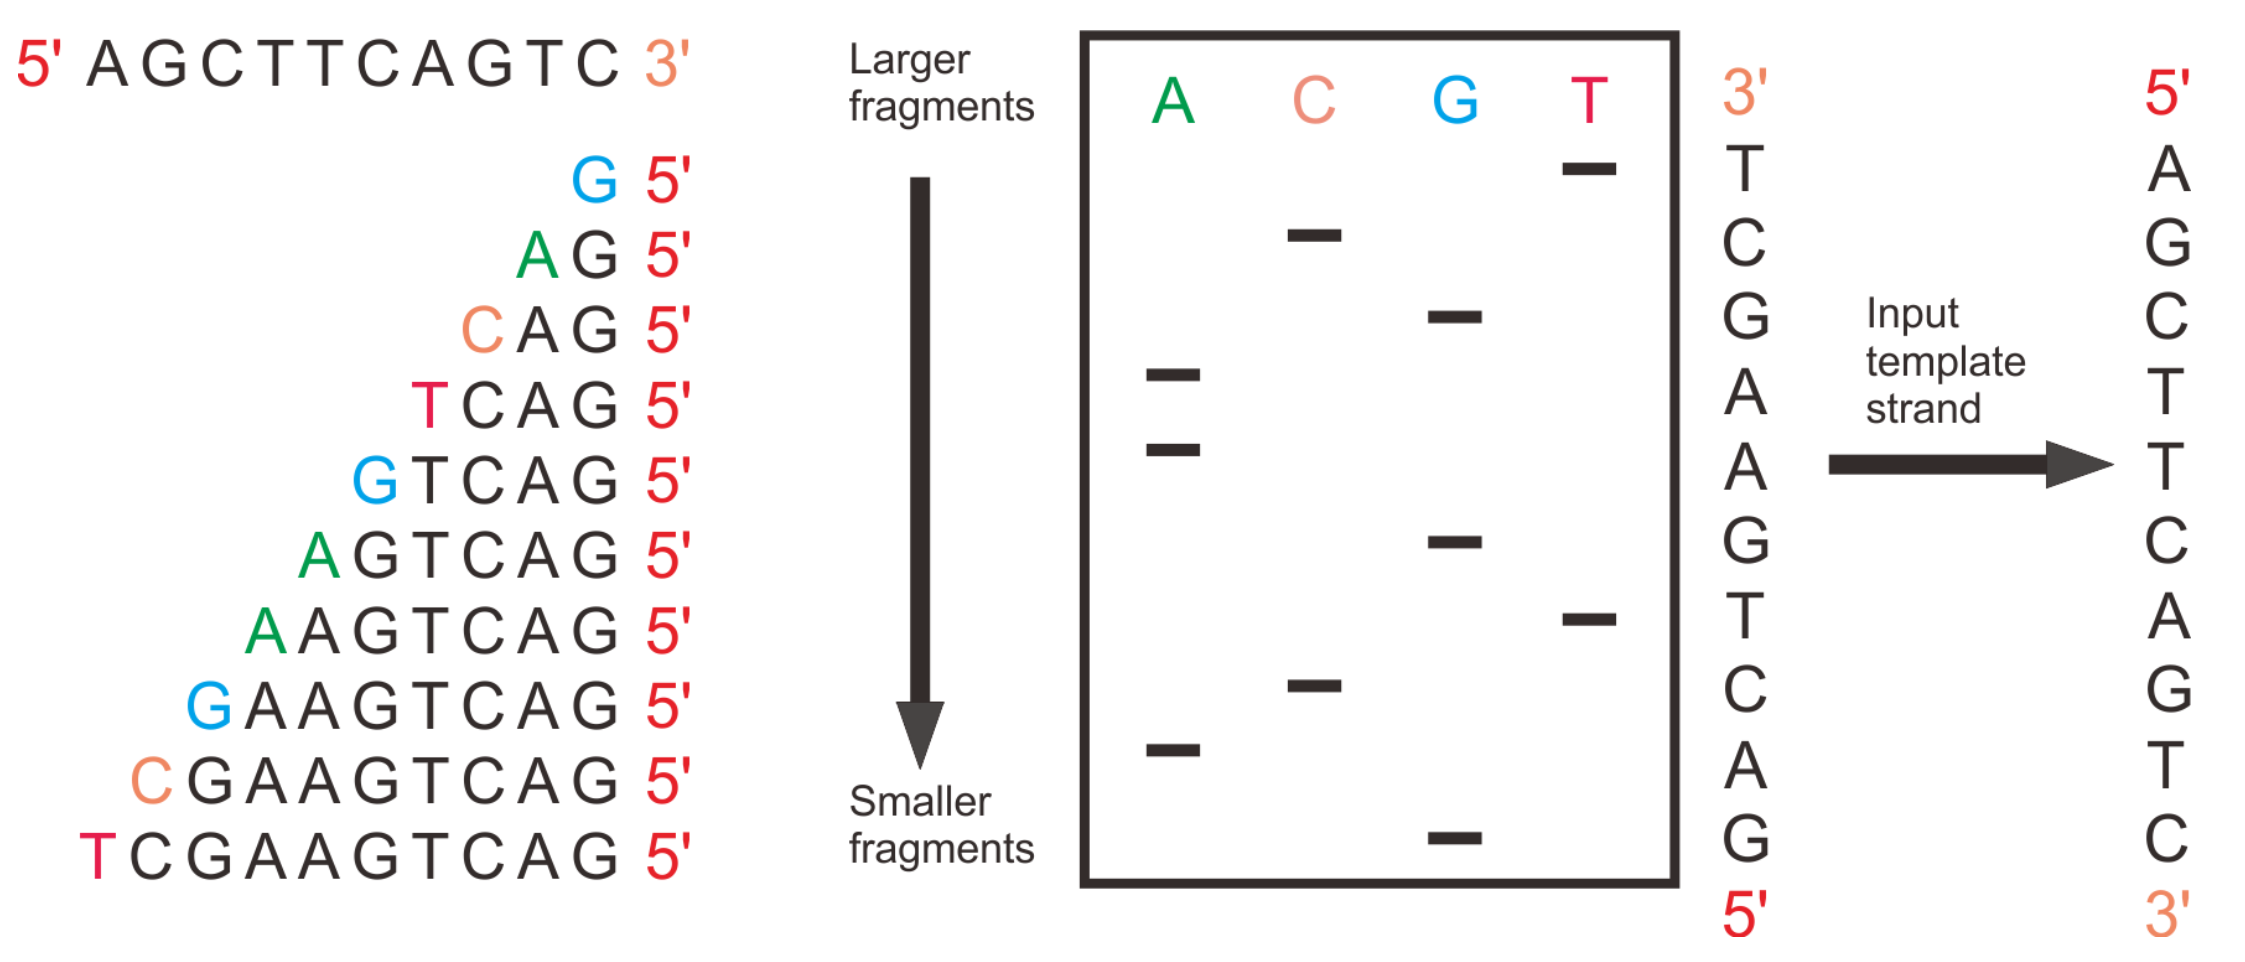 5' AGCTTCAGTC 3'
G 5'
AG 5'
CAG 5'
TCAG 5'
GTCAG 5'
AGTCAG 5'
AAGTCAG 5'
GAAGTCAG 5'
CGAAGTCAG 5'
TCGAAGTCAG 5'
Larger
fragments
Smaller
fragments
A C G T
3'
T
C
G
A
A
G
T
C
A
G
5'
Input
template
strand
5'
A
G
C
T
T
C
A
G
T
C
3'